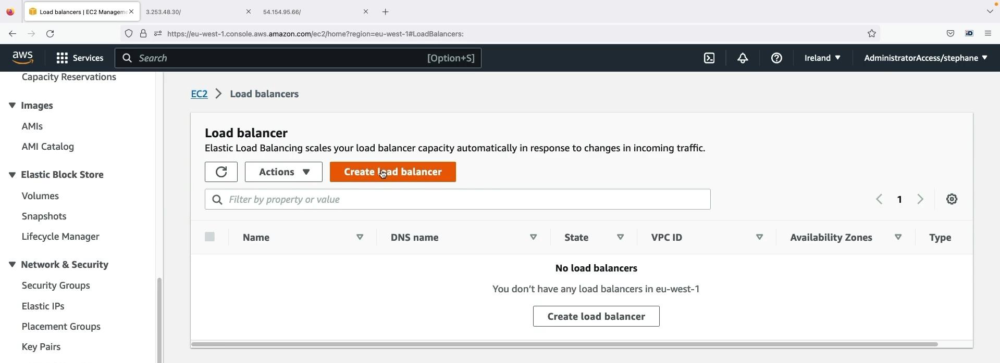 Load balancers | EC2 Managem
3.253.48.30/
54.154.95.66/
https://eu-west-1.console.aws.amazon.com/ec2/home?region=eu-west-1#LoadBalancers:
iD
aws
Services
Search
[Option+S]
Ireland
AdministratorAccess/stephane
Capacity Reservations
Images
AMIs
AMI Catalog
Elastic Block Store
Volumes
Snapshots
Lifecycle Manager
Network & Security
Security Groups
Elastic IPs
Placement Groups
Key Pairs
EC2 > Load balancers
Load balancer
Elastic Load Balancing scales your load balancer capacity automatically in response to changes in incoming traffic.
Actions
Create load balancer
Filter by property or value
1
Name
DNS name
State
VPC ID
Availability Zones
Type
No load balancers
You don't have any load balancers in eu-west-1
Create load balancer